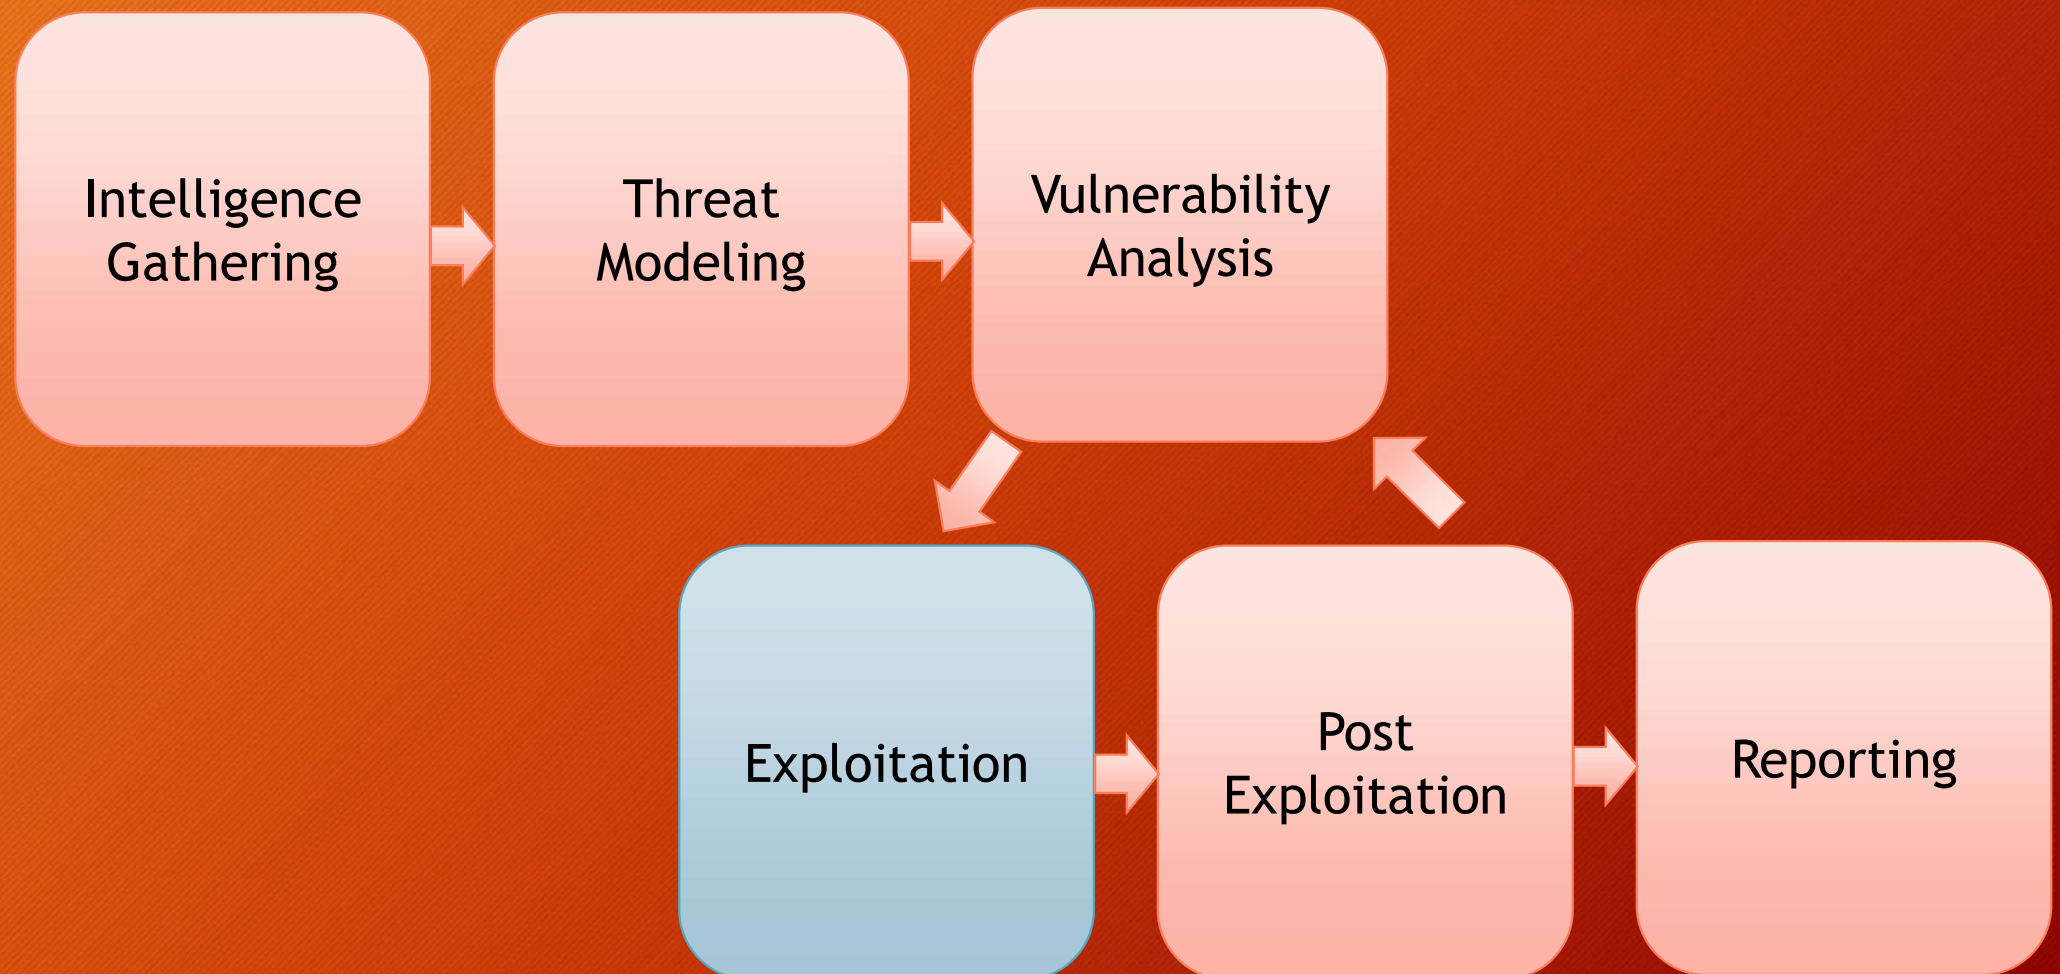 Intelligence
Gathering
Threat
Modeling
Vulnerability
Analysis
Exploitation
Post
Exploitation
Reporting